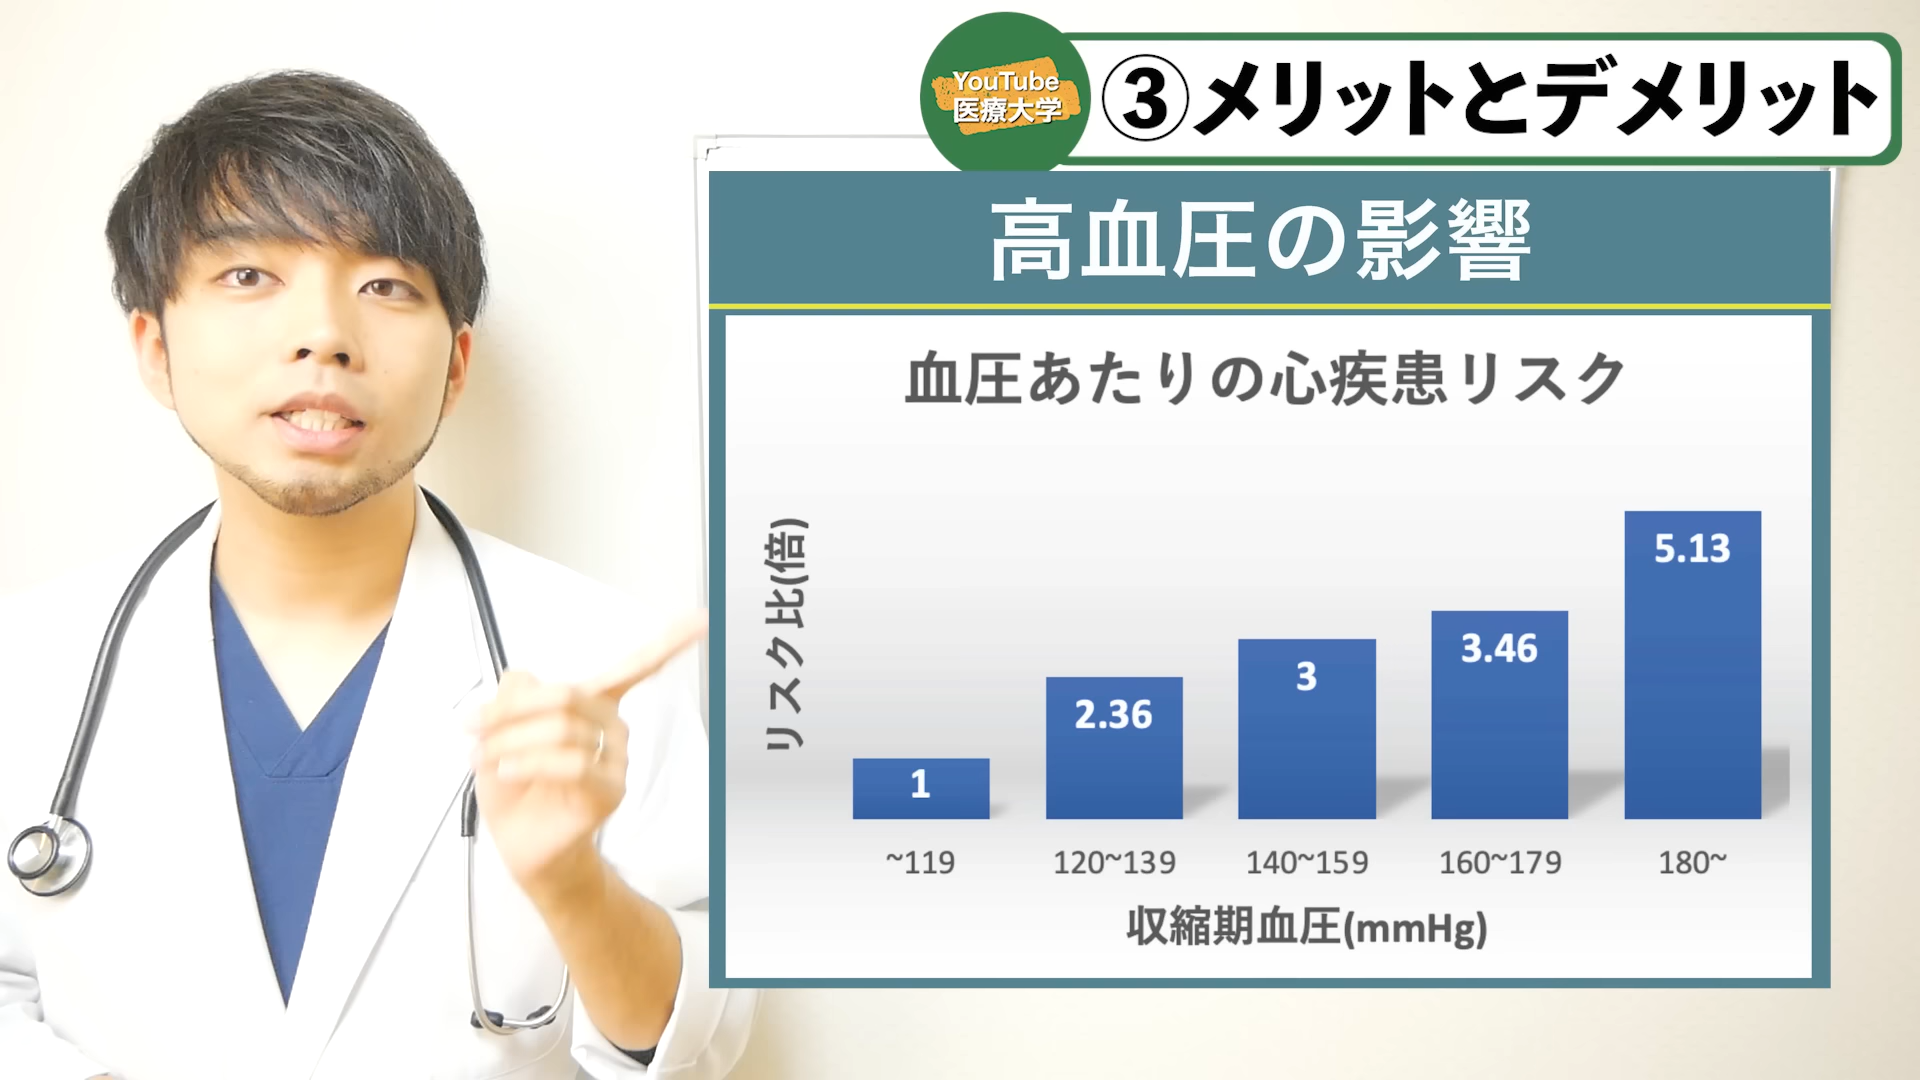 YouTube
医療大学
③メリットとデメリット
高血圧の影響
血圧あたりの心疾患リスク
リスク比(倍)
1
2.36
3
3.46
5.13
~119
120~139
140~159
160~179
180~
収縮期血圧(mmHg)